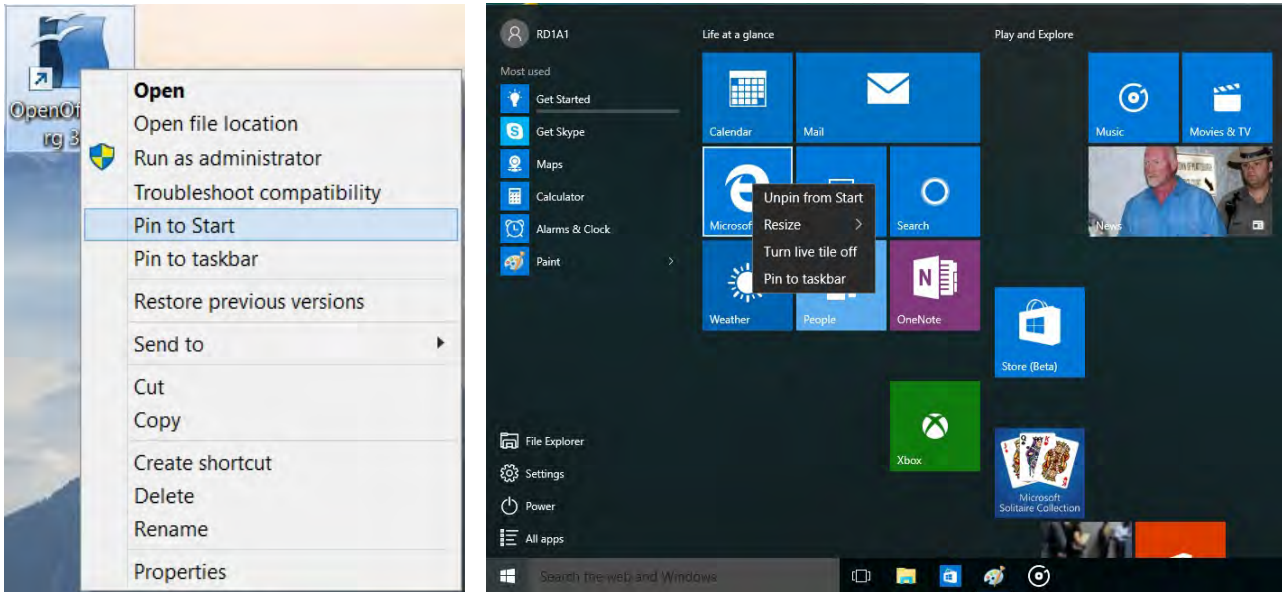 OpenOf
rg 3
Open
Open file location
Run as administrator
Troubleshoot compatibility
Pin to Start
Pin to taskbar
Restore previous versions
Send to
Cut
Copy
Create shortcut
Delete
Rename
Properties
RD1A1
Most used
Get Started
Get Skype
Maps
Calculator
Alarms & Clock
Paint
File Explorer
Settings
Power
All apps
Search the web and Windows
Life at a glance
Calendar
Mail
Microsof
Search
Unpin from Start
Resize
Turn live tile off
Pin to taskbar
Weather
People
OneNote
Xbox
Play and Explore
Music
Movies & TV
News
Store (Beta)
Microsoft
Solitaire Collection